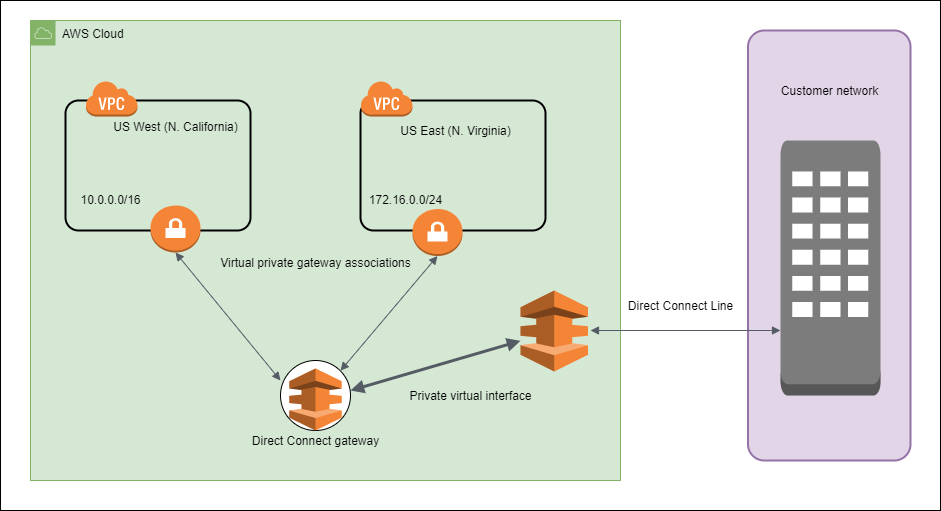 AWS Cloud
VPC
US West (N. California)
10.0.0.0/16
VPC
US East (N. Virginia)
172.16.0.0/24
Virtual private gateway associations
Direct Connect gateway
Private virtual interface
Direct Connect Line
Customer network